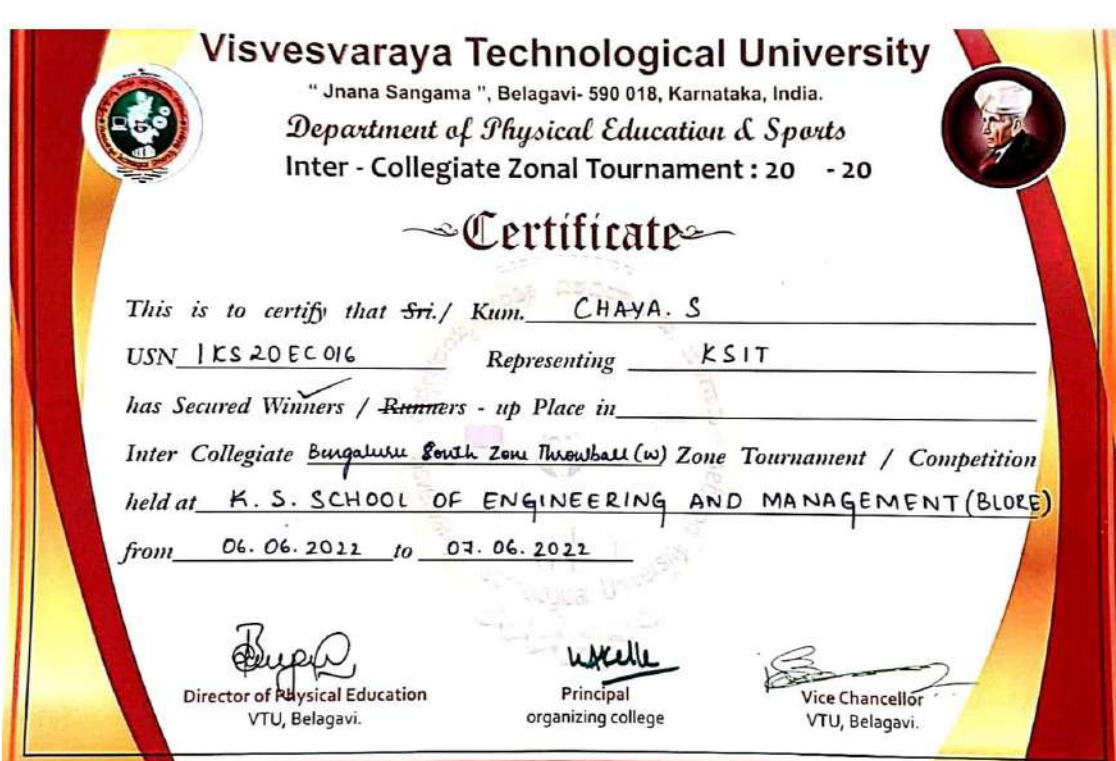 Visvesvaraya Technological University
" Jnana Sangama ", Belagavi- 590 018, Karnataka, India.
Department of Physical Education & Sports
Inter - Collegiate Zonal Tournament : 20 - 20
Certificate
This is to certify that Sri./ Kum. CHAYA. S
USN 1KS20EC016 Representing KSIT
has Secured Winners / Runners - up Place in
Inter Collegiate Bengaluru South Zone Throwball (w) Zone Tournament / Competition
held at K. S. SCHOOL OF ENGINEERING AND MANAGEMENT (BLORE)
from 06. 06. 2022 to 07. 06. 2022
Director of Physical Education
VTU, Belagavi.
Principal
organizing college
Vice Chancellor
VTU, Belagavi.